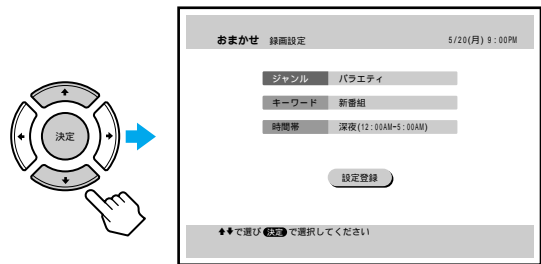 おまかせ 録画設定 5/20(月) 9:00PM
ジャンル バラエティ
キーワード 新番組
時間帯 深夜(12:00AM-5:00AM)
決定
設定登録
で選び 決定 で選択してください